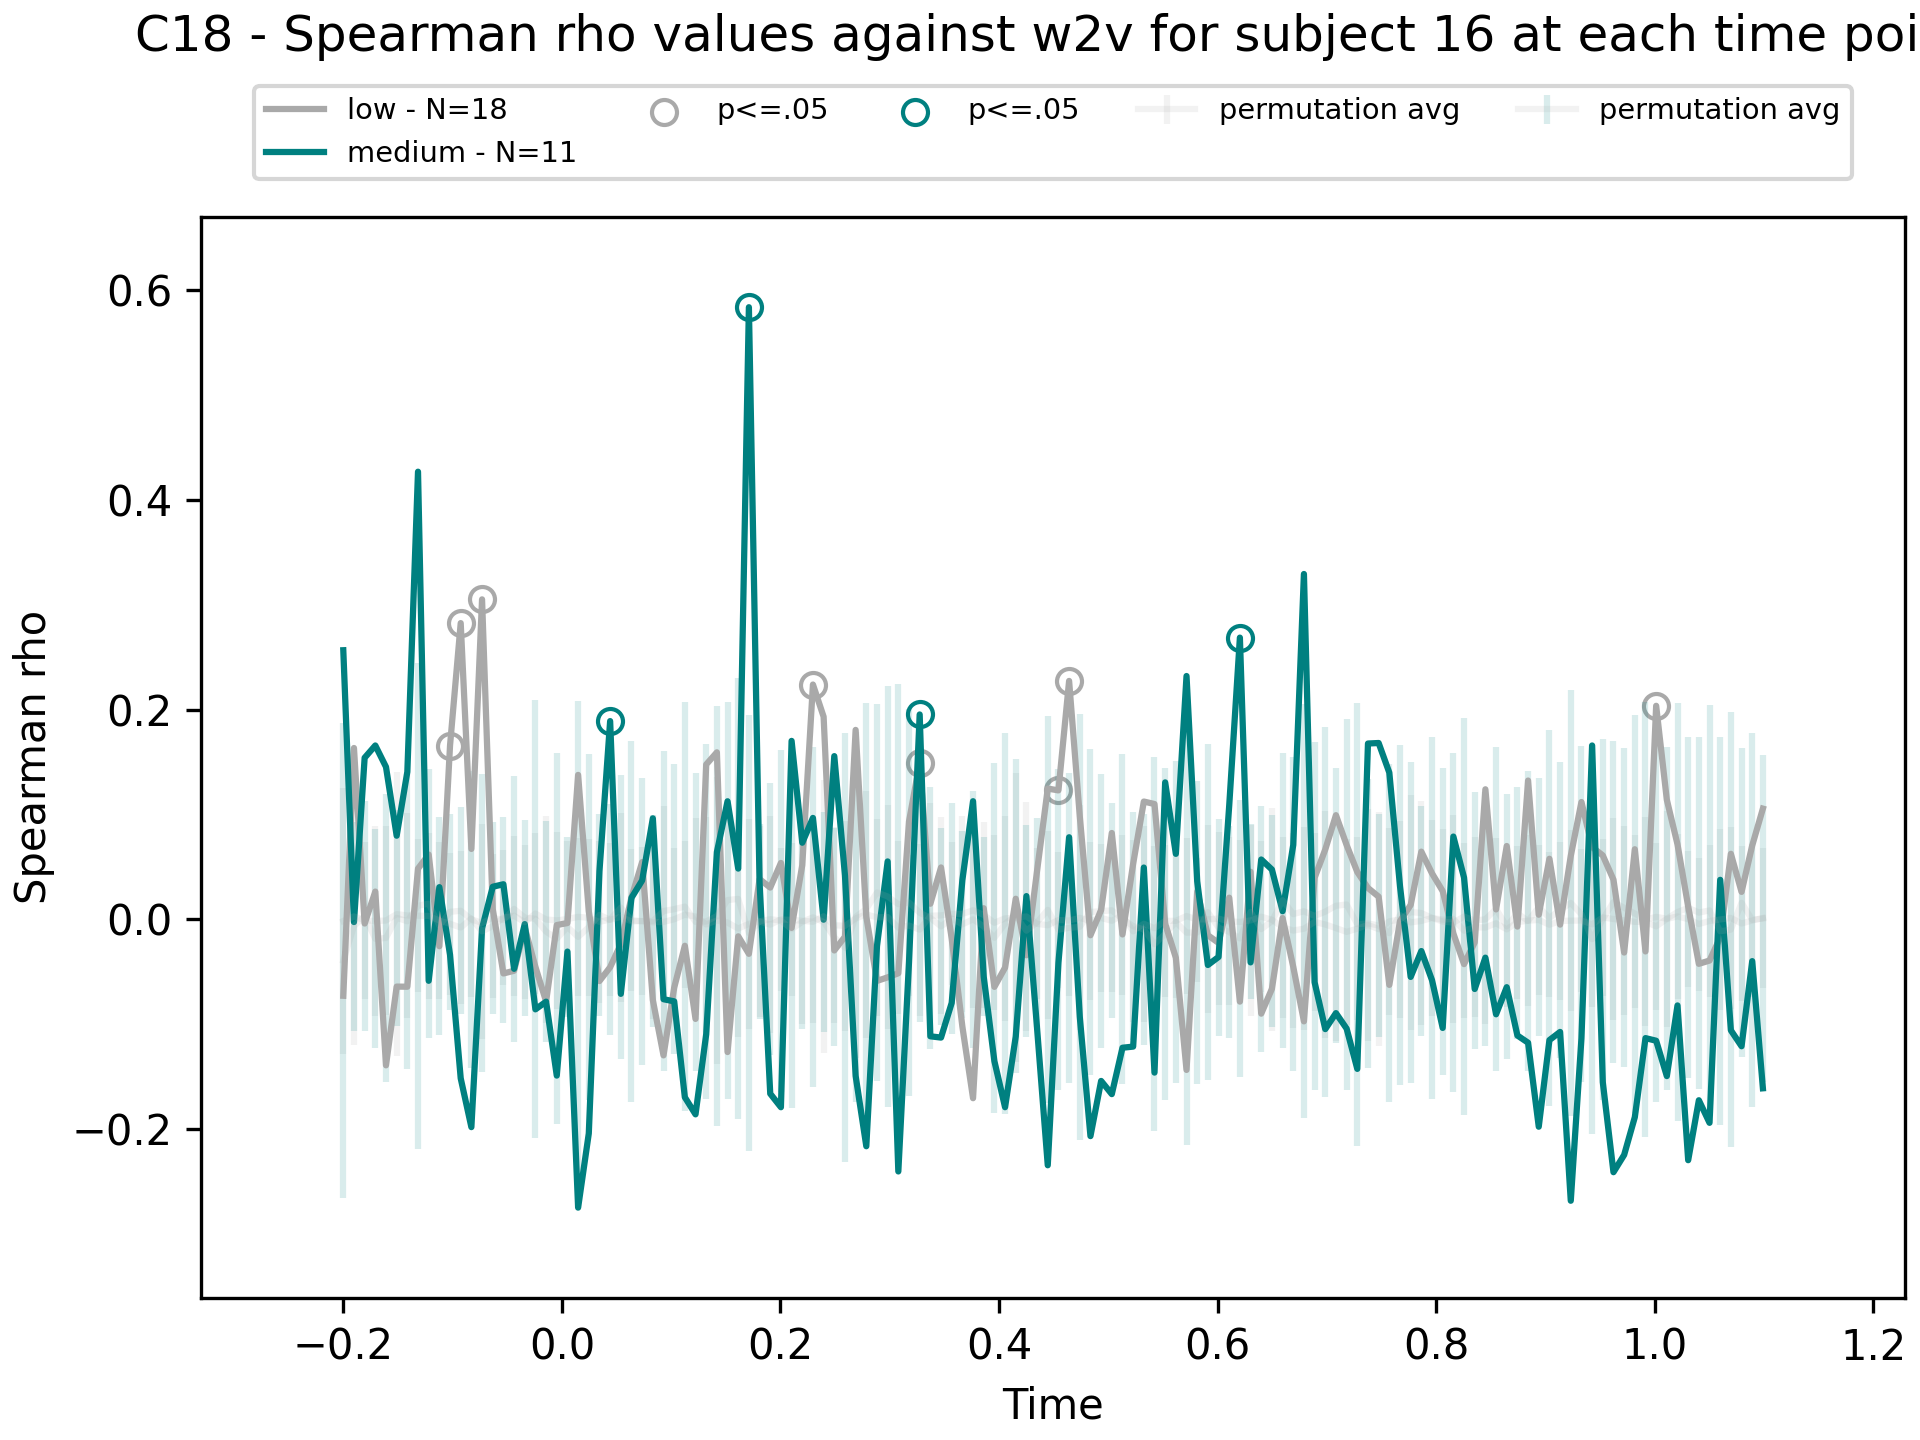 C18 - Spearman rho values against w2v for subject 16 at each time poi
low - N=18
medium - N=11
p<=.05
p<=.05
permutation avg
permutation avg
Spearman rho
0.6
0.4
0.2
0.0
−0.2
−0.2
0.0
0.2
0.4
0.6
0.8
1.0
1.2
Time